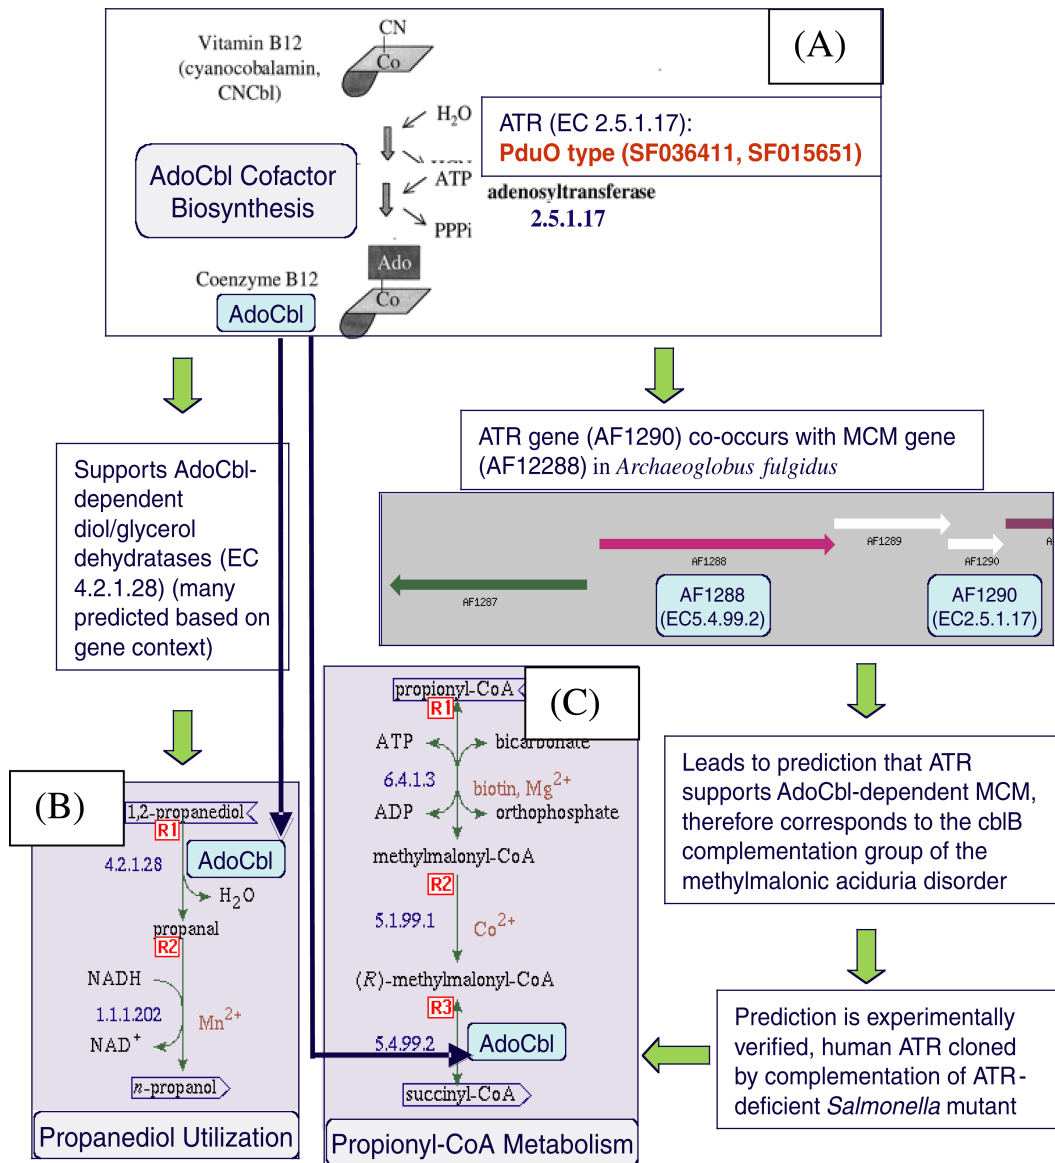 (A)
Vitamin B12
(cyanocobalamin,
CNCbl)
CN
Co
H2O
ATP
PPPi
AdoCbl Cofactor
Biosynthesis
ATR (EC 2.5.1.17):
PduO type (SF036411, SF015651)
adenosyltransferase
2.5.1.17
Coenzyme B12
AdoCbl
Ado
Co
Supports AdoCbl-
dependent
diol/glycerol
dehydratases (EC
4.2.1.28) (many
predicted based on
gene context)
ATR gene (AF1290) co-occurs with MCM gene
(AF12288) in Archaeoglobus fulgidus
AF1287
AF1288
AF1289
AF1290
A
AF1288
(EC5.4.99.2)
AF1290
(EC2.5.1.17)
(B)
1,2-propanediol
R1
4.2.1.28
AdoCbl
H2O
propanal
R2
NADH
1.1.1.202
Mn2+
NAD+
n-propanol
Propanediol Utilization
(C)
propionyl-CoA
R1
ATP
bicarbonate
6.4.1.3
biotin, Mg2+
ADP
orthophosphate
methylmalonyl-CoA
R2
5.1.99.1
Co2+
(R)-methylmalonyl-CoA
R3
5.4.99.2
AdoCbl
succinyl-CoA
Propionyl-CoA Metabolism
Leads to prediction that ATR
supports AdoCbl-dependent MCM,
therefore corresponds to the cblB
complementation group of the
methylmalonic aciduria disorder
Prediction is experimentally
verified, human ATR cloned
by complementation of ATR-
deficient Salmonella mutant